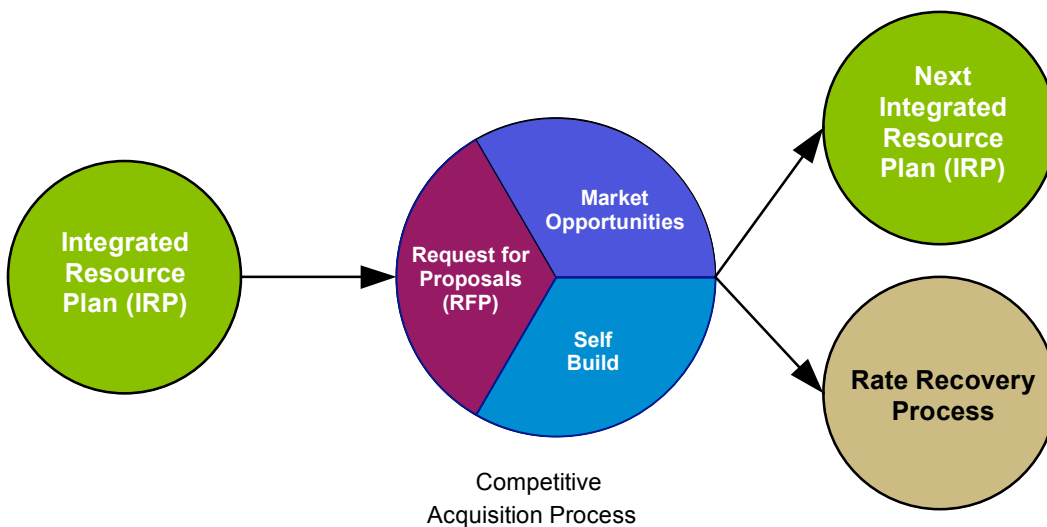 Integrated
Resource
Plan (IRP)
Request for
Proposals
(RFP)
Market
Opportunities
Self
Build
Competitive
Acquisition Process
Next
Integrated
Resource
Plan (IRP)
Rate Recovery
Process